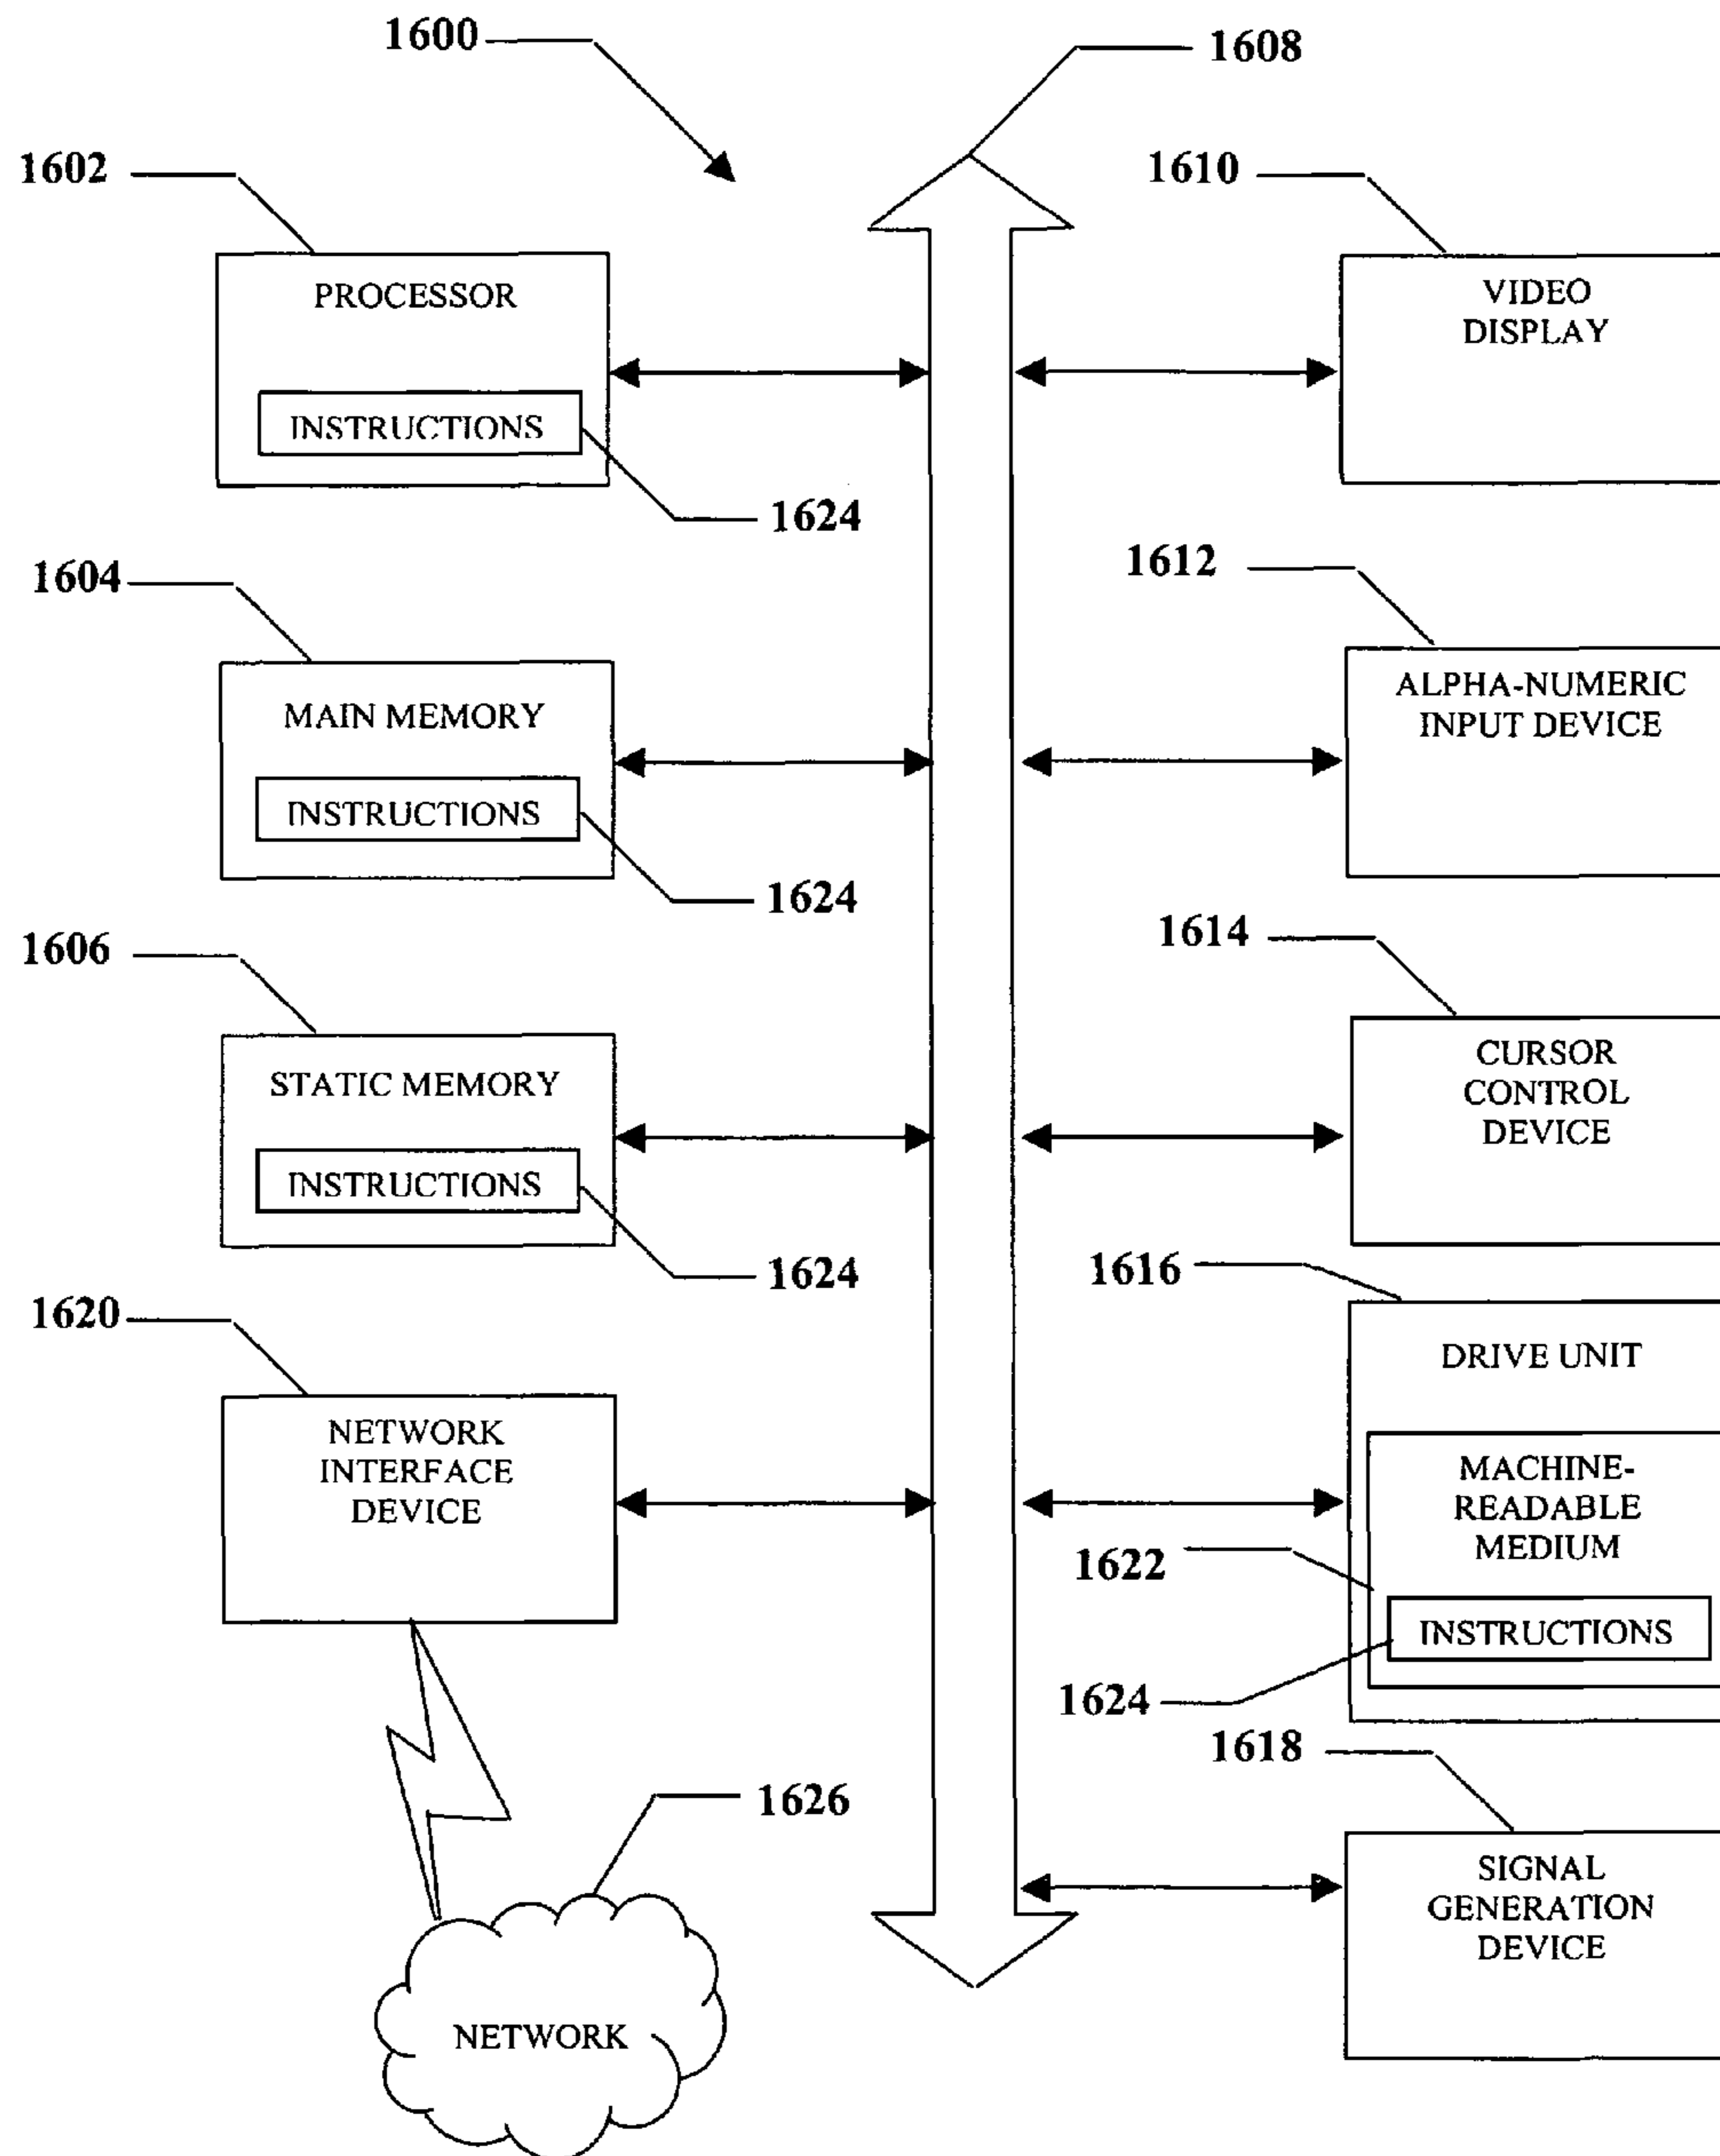 1600
1608
1602
1610
PROCESSOR
VIDEO
DISPLAY
INSTRUCTIONS
1624
1604
1612
MAIN MEMORY
ALPHA-NUMERIC
INPUT DEVICE
INSTRUCTIONS
1624
1606
1614
STATIC MEMORY
CURSOR
CONTROL
DEVICE
INSTRUCTIONS
1624
1616
1620
DRIVE UNIT
NETWORK
INTERFACE
DEVICE
MACHINE-
READABLE
MEDIUM
1622
INSTRUCTIONS
1624
1618
1626
SIGNAL
GENERATION
DEVICE
NETWORK